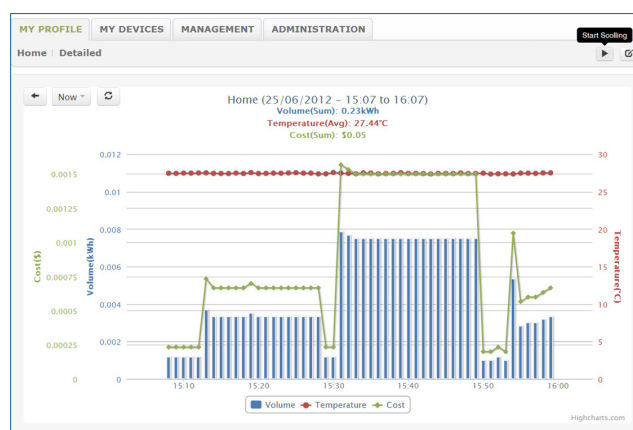 MY PROFILE MY DEVICES MANAGEMENT ADMINISTRATION
Start Scolling
Home Detailed
Now
Home (25/06/2012 – 15:07 to 16:07)
Volume(Sum): 0.23kWh
Temperature(Avg): 27.44°C
Cost(Sum): $0.05
Cost($)
0.0015
0.00125
0.001
0.00075
0.0005
0.00025
0
Volume(kWh)
0.012
0.01
0.008
0.006
0.004
0.002
0
30
25
20
15
10
5
0
Temperature(°C)
15:10 15:20 15:30 15:40 15:50 16:00
Volume Temperature Cost
Highcharts.com